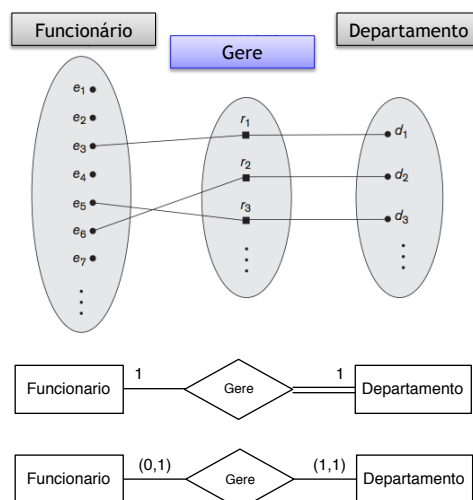 Funcionário
Gere
Departamento
e1
e2
e3
e4
e5
e6
e7
r1
r2
r3
d1
d2
d3
Funcionario
1
Gere
1
Departamento
Funcionario
(0,1)
Gere
(1,1)
Departamento